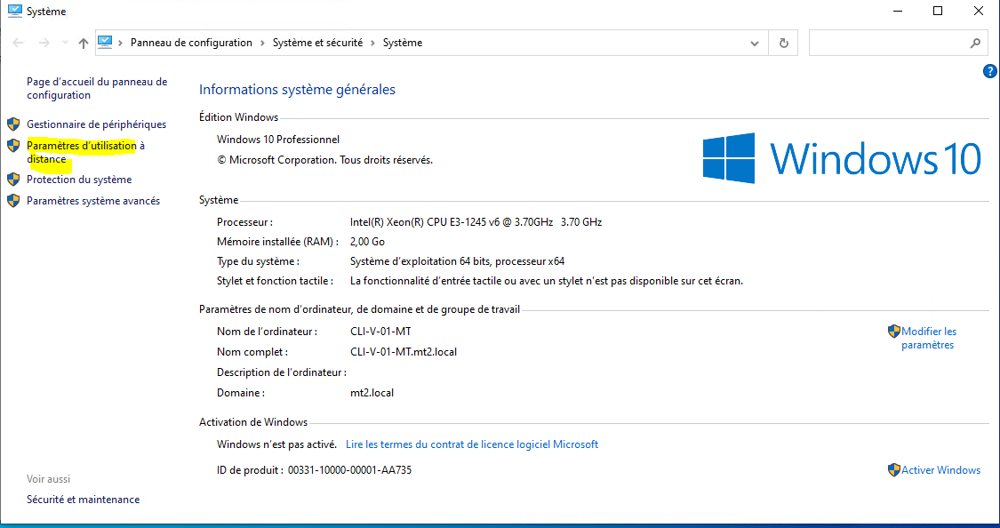 Système
Panneau de configuration > Système et sécurité > Système
Page d'accueil du panneau de
configuration
Gestionnaire de périphériques
Paramètres d'utilisation à
distance
Protection du système
Paramètres système avancés
Voir aussi
Sécurité et maintenance
Informations système générales
Édition Windows
Windows 10 Professionnel
© Microsoft Corporation. Tous droits réservés.
Windows 10
Système
Processeur : Intel(R) Xeon(R) CPU E3-1245 v6 @ 3.70GHz 3.70 GHz
Mémoire installée (RAM) : 2,00 Go
Type du système : Système d'exploitation 64 bits, processeur x64
Stylet et fonction tactile : La fonctionnalité d'entrée tactile ou avec un stylet n'est pas disponible sur cet écran.
Paramètres de nom d'ordinateur, de domaine et de groupe de travail
Nom de l'ordinateur : CLI-V-01-MT
Modifier les
paramètres
Nom complet : CLI-V-01-MT.mt2.local
Description de l'ordinateur :
Domaine : mt2.local
Activation de Windows
Windows n'est pas activé. Lire les termes du contrat de licence logiciel Microsoft
ID de produit : 00331-10000-00001-AA735
Activer Windows